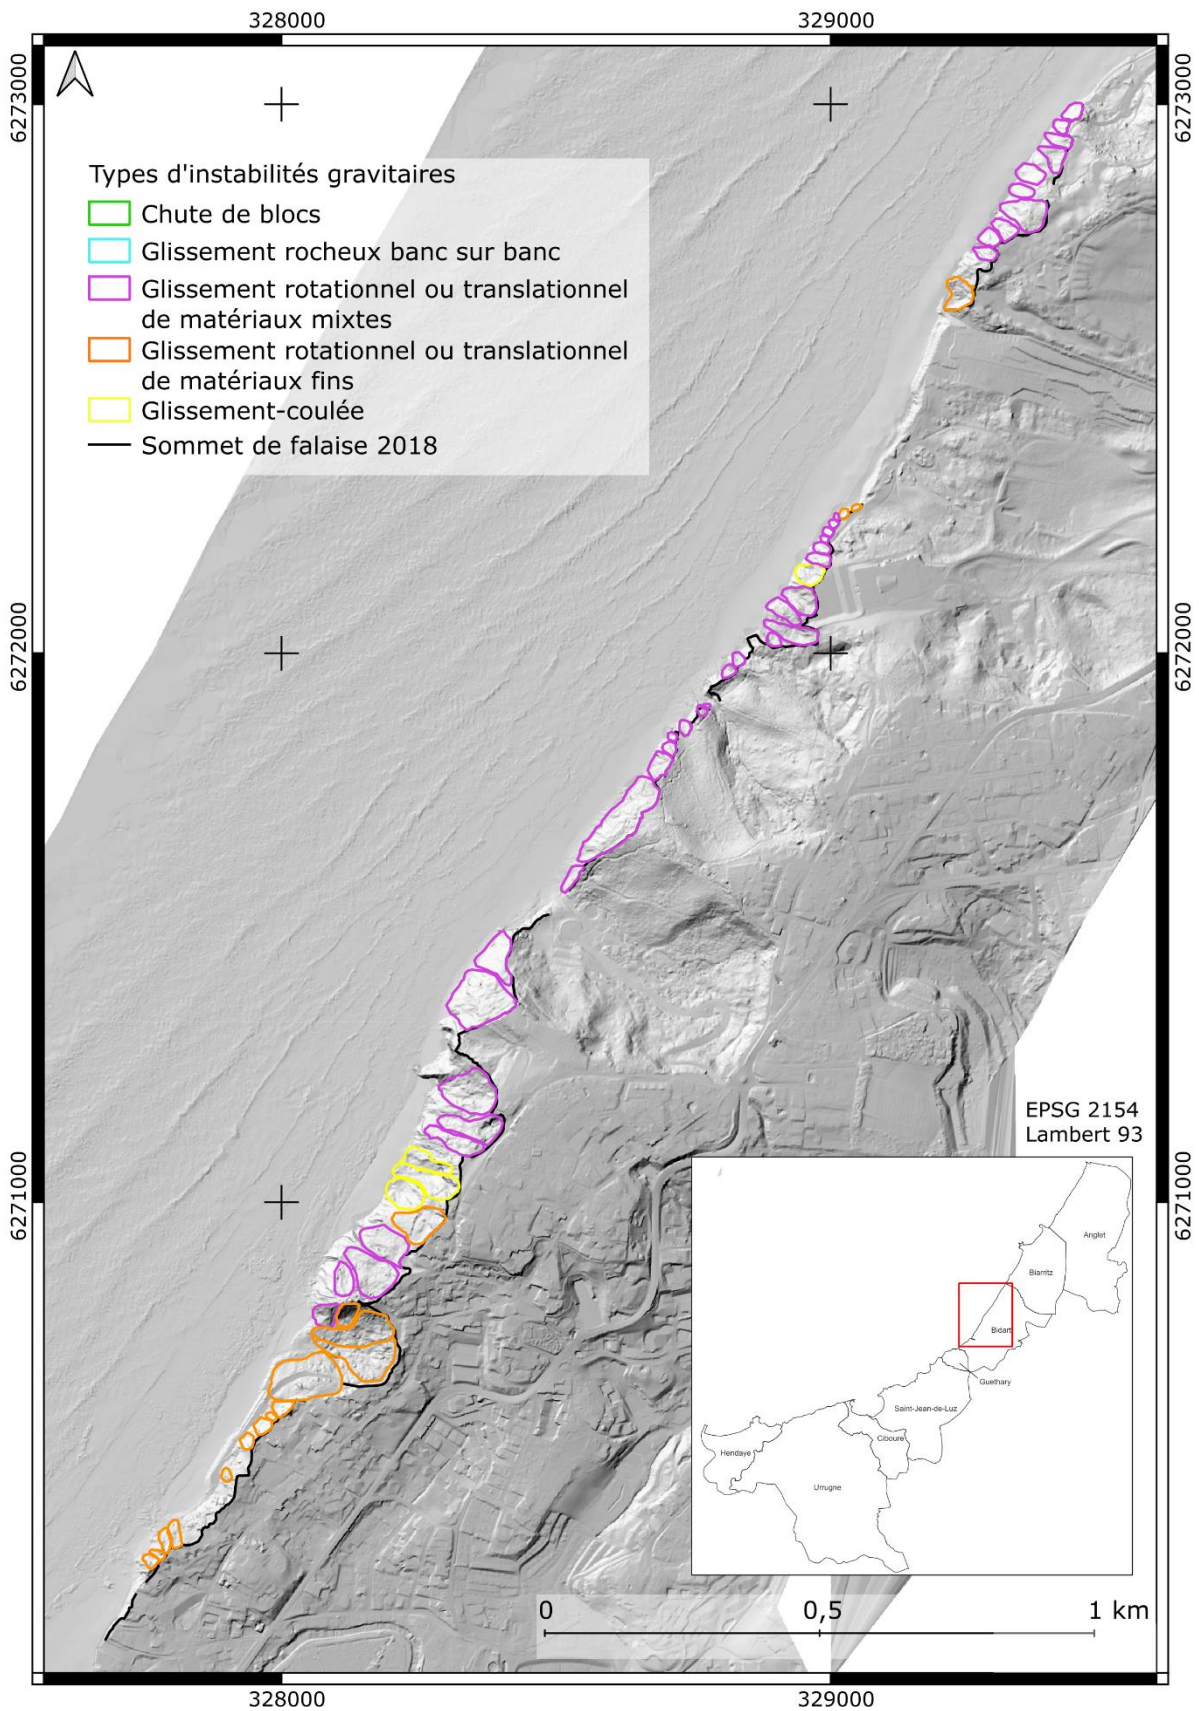 328000
329000
6273000
6273000
Types d'instabilités gravitaires
Chute de blocs
Glissement rocheux banc sur banc
Glissement rotationnel ou translationnel
de matériaux mixtes
Glissement rotationnel ou translationnel
de matériaux fins
Glissement-coulée
Sommet de falaise 2018
6272000
6272000
EPSG 2154
Lambert 93
6271000
6271000
Anglet
Biarritz
Bidart
Guethary
Saint-Jean-de-Luz
Ciboure
Hendaye
Urrugne
0
0,5
1 km
328000
329000